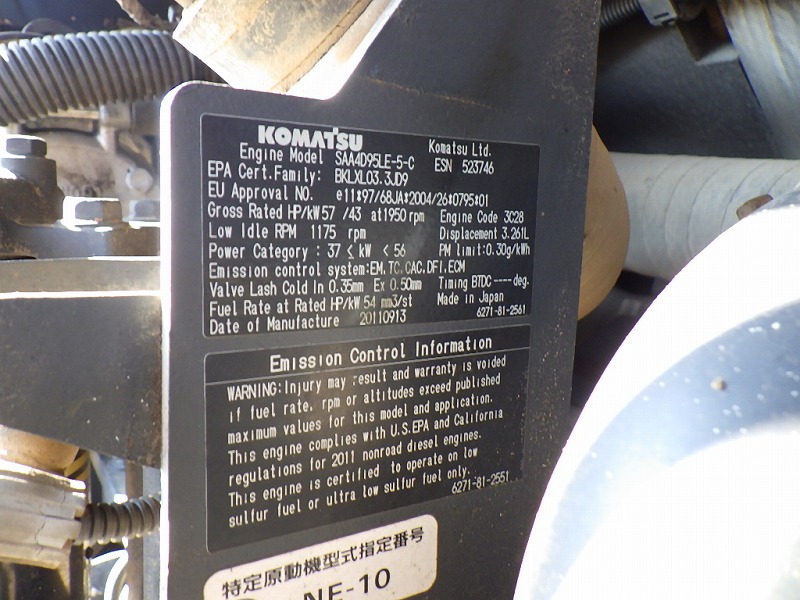 KOMATSU
Komatsu Ltd.
Engine Model SAA4D95LE-5-C ESN 523746
EPA Cert.Family: BKLXL03.3JD9
EU Approval NO. e11*97/68JA*2004/26*0795*01
Gross Rated HP/kW 57 /43 at 1950 rpm Engine Code 3C28
Low Idle RPM 1175 rpm Displacement 3.261L
Power Category : 37 ≤ kW < 56 PM limit:0.30g/kWh
Emission control system:EM.TC.CAC.DFI.ECM
Valve Lash Cold In 0.35mm Ex 0.50mm Timing BTDC ----deg.
Fuel Rate at Rated HP/kW 54 mm3/st Made in Japan
Date of Manufacture 20110913 6271-81-2561
Emission Control Information
WARNING:Injury may result and warranty is voided
if fuel rate, rpm or altitudes exceed published
maximum values for this model and application.
This engine complies with U.S.EPA and California
regulations for 2011 nonroad diesel engines.
This engine is certified to operate on low
sulfur fuel or ultra low sulfur fuel only.
6271-81-2551
特定原動機型式指定番号
NE-10